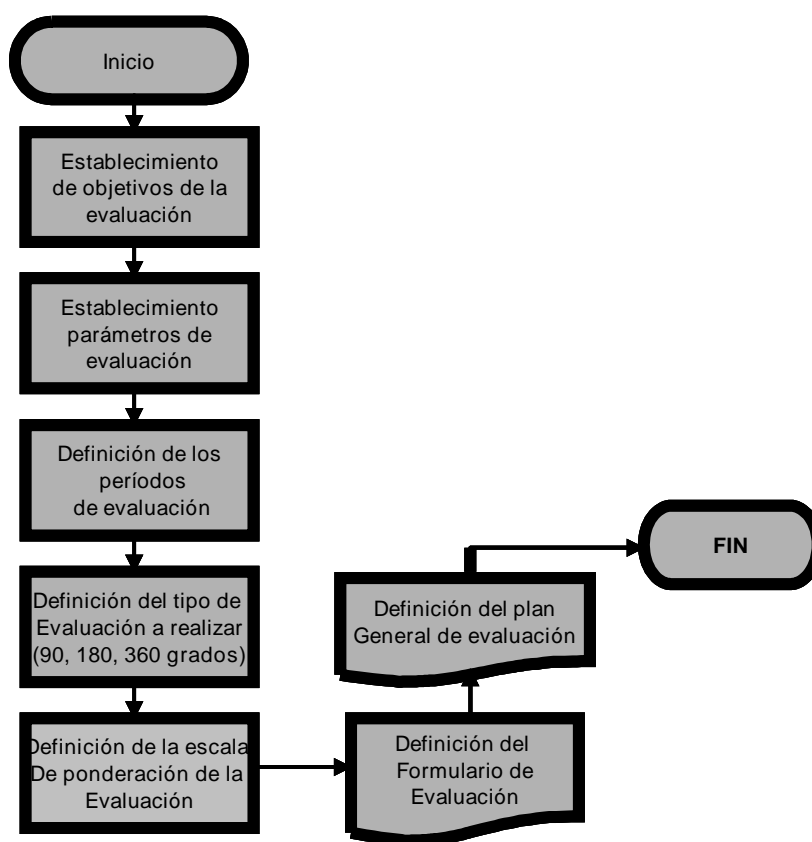 Inicio
Establecimiento
de objetivos de la
evaluación
Establecimiento
parámetros de
evaluación
Definición de los
períodos
de evaluación
Definición del tipo de
Evaluación a realizar
(90, 180, 360 grados)
Definición de la escala
De ponderación de la
Evaluación
Definición del
Formulario de
Evaluación
Definición del plan
General de evaluación
FIN